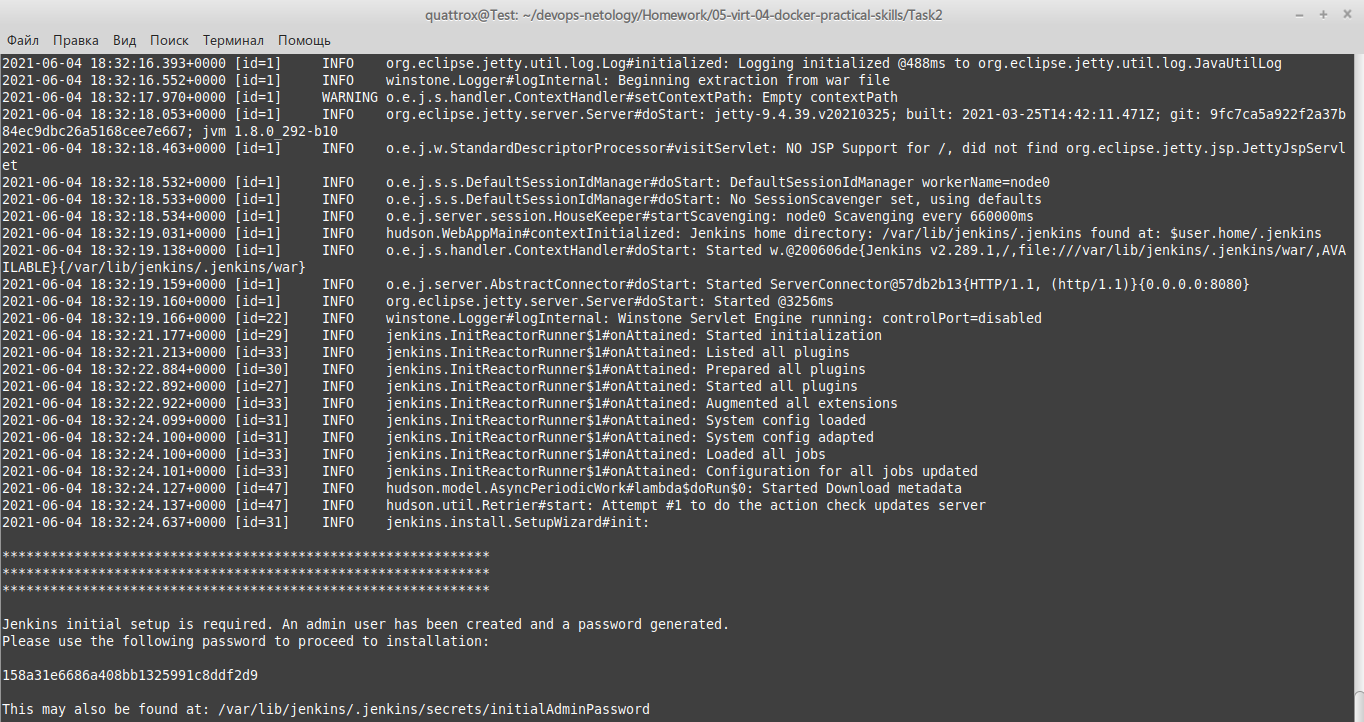 quattrox@Test: ~/devops-netology/Homework/05-virt-04-docker-practical-skills/Task2
Файл Правка Вид Поиск Терминал Помощь
2021-06-04 18:32:16.393+0000 [id=1] INFO org.eclipse.jetty.util.log.Log#initialized: Logging initialized @488ms to org.eclipse.jetty.util.log.JavaUtilLog
2021-06-04 18:32:16.552+0000 [id=1] INFO winstone.Logger#logInternal: Beginning extraction from war file
2021-06-04 18:32:17.970+0000 [id=1] WARNING o.e.j.s.handler.ContextHandler#setContextPath: Empty contextPath
2021-06-04 18:32:18.053+0000 [id=1] INFO org.eclipse.jetty.server.Server#doStart: jetty-9.4.39.v20210325; built: 2021-03-25T14:42:11.471Z; git: 9fc7ca5a922f2a37b
84ec9dbc26a5168cee7e667; jvm 1.8.0_292-b10
2021-06-04 18:32:18.463+0000 [id=1] INFO o.e.j.w.StandardDescriptorProcessor#visitServlet: NO JSP Support for /, did not find org.eclipse.jetty.jsp.JettyJspServl
et
2021-06-04 18:32:18.532+0000 [id=1] INFO o.e.j.s.s.DefaultSessionIdManager#doStart: DefaultSessionIdManager workerName=node0
2021-06-04 18:32:18.533+0000 [id=1] INFO o.e.j.s.s.DefaultSessionIdManager#doStart: No SessionScavenger set, using defaults
2021-06-04 18:32:18.534+0000 [id=1] INFO o.e.j.server.session.HouseKeeper#startScavenging: node0 Scavenging every 660000ms
2021-06-04 18:32:19.031+0000 [id=1] INFO hudson.WebAppMain#contextInitialized: Jenkins home directory: /var/lib/jenkins/.jenkins found at: $user.home/.jenkins
2021-06-04 18:32:19.138+0000 [id=1] INFO o.e.j.s.handler.ContextHandler#doStart: Started w.@200606de{Jenkins v2.289.1,/,file:///var/lib/jenkins/.jenkins/war/,AVA
ILABLE}{/var/lib/jenkins/.jenkins/war}
2021-06-04 18:32:19.159+0000 [id=1] INFO o.e.j.server.AbstractConnector#doStart: Started ServerConnector@57db2b13{HTTP/1.1, (http/1.1)}{0.0.0.0:8080}
2021-06-04 18:32:19.160+0000 [id=1] INFO org.eclipse.jetty.server.Server#doStart: Started @3256ms
2021-06-04 18:32:19.166+0000 [id=22] INFO winstone.Logger#logInternal: Winstone Servlet Engine running: controlPort=disabled
2021-06-04 18:32:21.177+0000 [id=29] INFO jenkins.InitReactorRunner$1#onAttained: Started initialization
2021-06-04 18:32:21.213+0000 [id=33] INFO jenkins.InitReactorRunner$1#onAttained: Listed all plugins
2021-06-04 18:32:22.884+0000 [id=30] INFO jenkins.InitReactorRunner$1#onAttained: Prepared all plugins
2021-06-04 18:32:22.892+0000 [id=27] INFO jenkins.InitReactorRunner$1#onAttained: Started all plugins
2021-06-04 18:32:22.922+0000 [id=33] INFO jenkins.InitReactorRunner$1#onAttained: Augmented all extensions
2021-06-04 18:32:24.099+0000 [id=31] INFO jenkins.InitReactorRunner$1#onAttained: System config loaded
2021-06-04 18:32:24.100+0000 [id=31] INFO jenkins.InitReactorRunner$1#onAttained: System config adapted
2021-06-04 18:32:24.100+0000 [id=33] INFO jenkins.InitReactorRunner$1#onAttained: Loaded all jobs
2021-06-04 18:32:24.101+0000 [id=33] INFO jenkins.InitReactorRunner$1#onAttained: Configuration for all jobs updated
2021-06-04 18:32:24.127+0000 [id=47] INFO hudson.model.AsyncPeriodicWork#lambda$doRun$0: Started Download metadata
2021-06-04 18:32:24.137+0000 [id=47] INFO hudson.util.Retrier#start: Attempt #1 to do the action check updates server
2021-06-04 18:32:24.637+0000 [id=31] INFO jenkins.install.SetupWizard#init:
*************************************************************
*************************************************************
*************************************************************
Jenkins initial setup is required. An admin user has been created and a password generated.
Please use the following password to proceed to installation:
158a31e6686a408bb1325991c8ddf2d9
This may also be found at: /var/lib/jenkins/.jenkins/secrets/initialAdminPassword